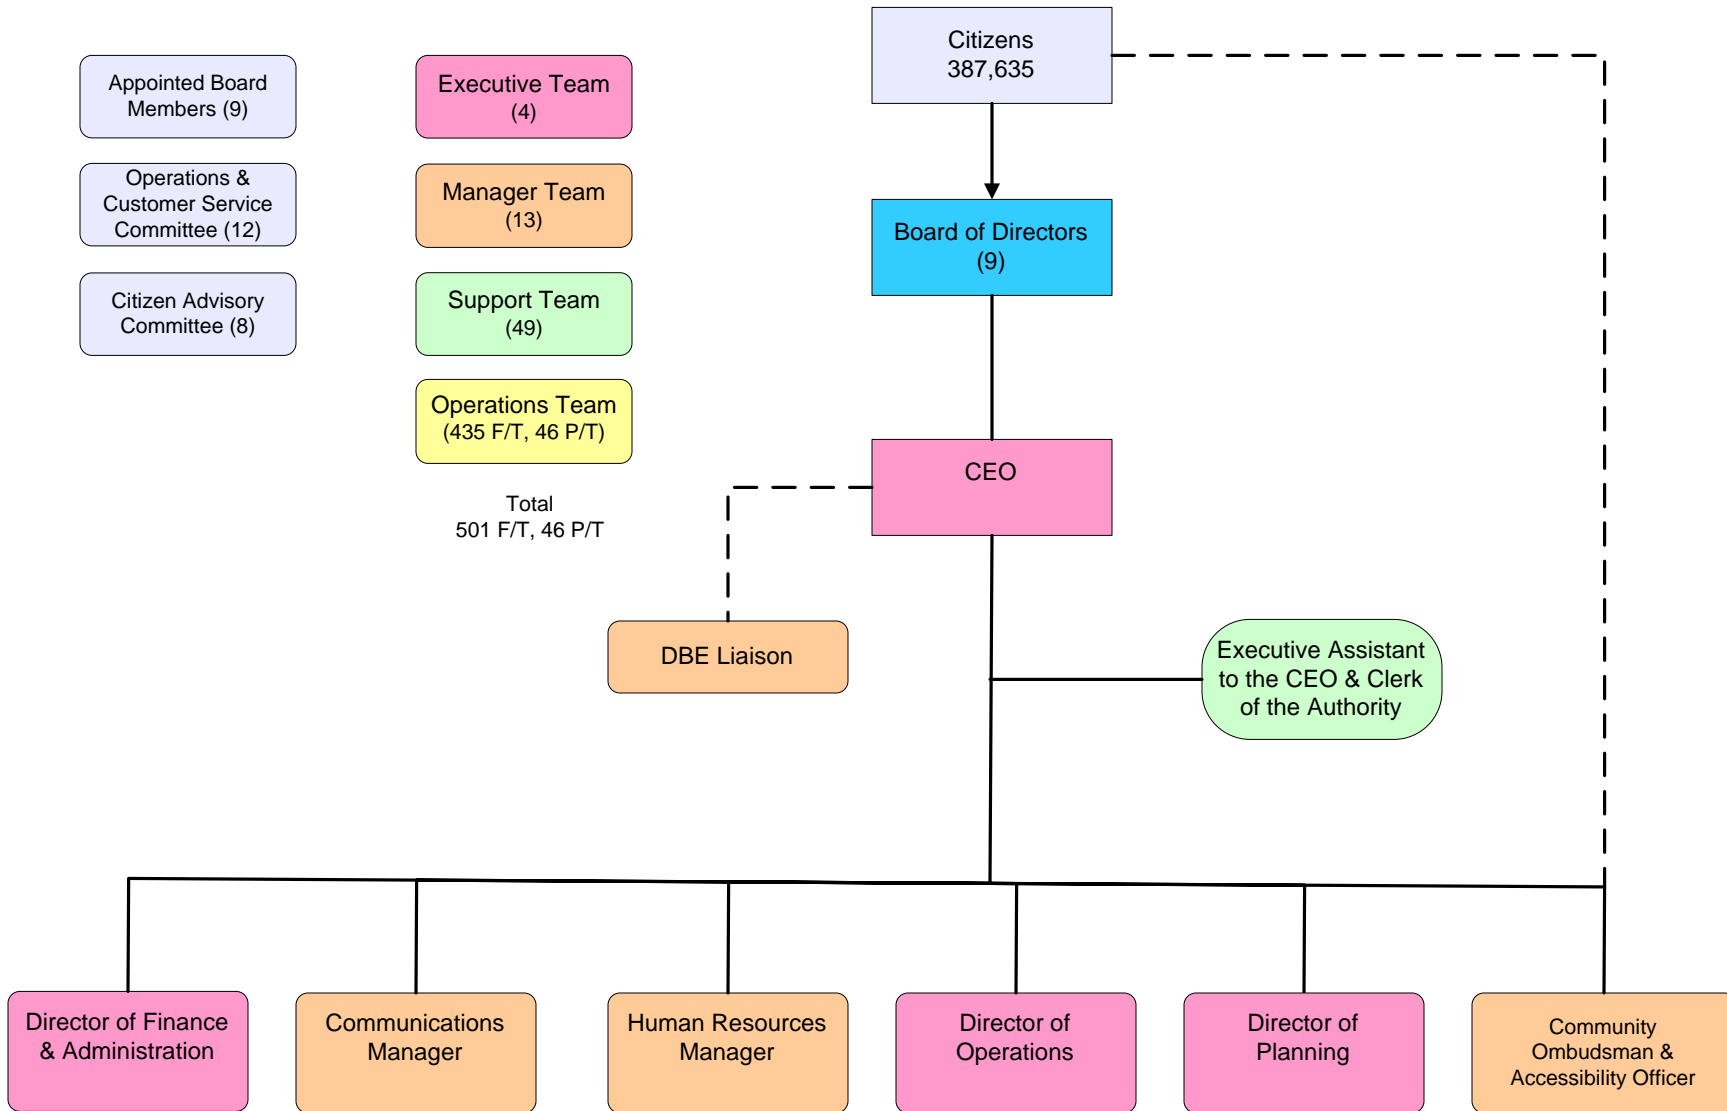 Citizens
387,635
Appointed Board
Members (9)
Executive Team
(4)
Operations &
Customer Service
Committee (12)
Manager Team
(13)
Board of Directors
(9)
Citizen Advisory
Committee (8)
Support Team
(49)
Operations Team
(435 F/T, 46 P/T)
Total
501 F/T, 46 P/T
CEO
DBE Liaison
Executive Assistant
to the CEO & Clerk
of the Authority
Director of Finance
& Administration
Communications
Manager
Human Resources
Manager
Director of
Operations
Director of
Planning
Community
Ombudsman &
Accessibility Officer